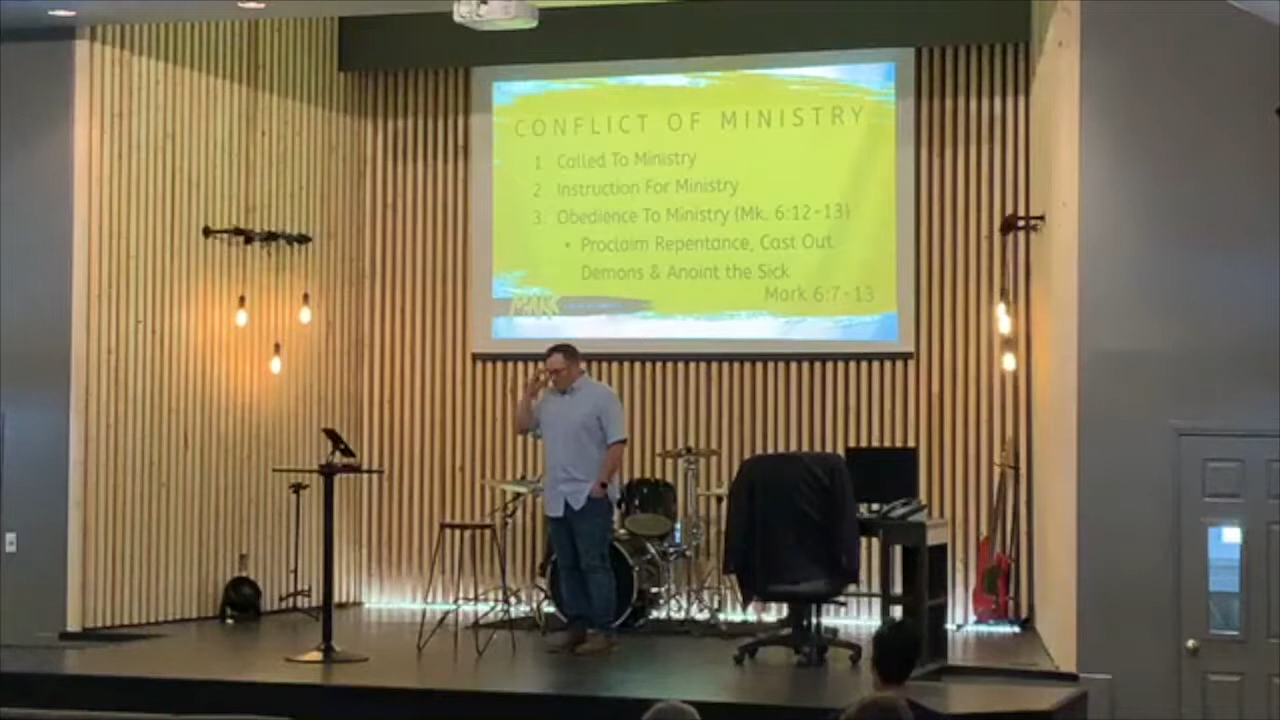 CONFLICT OF MINISTRY
1. Called To Ministry
2. Instruction For Ministry
3. Obedience To Ministry (Mk. 6:12-13)
• Proclaim Repentance, Cast Out
Demons & Anoint the Sick
Mark 6:7-13
MARK